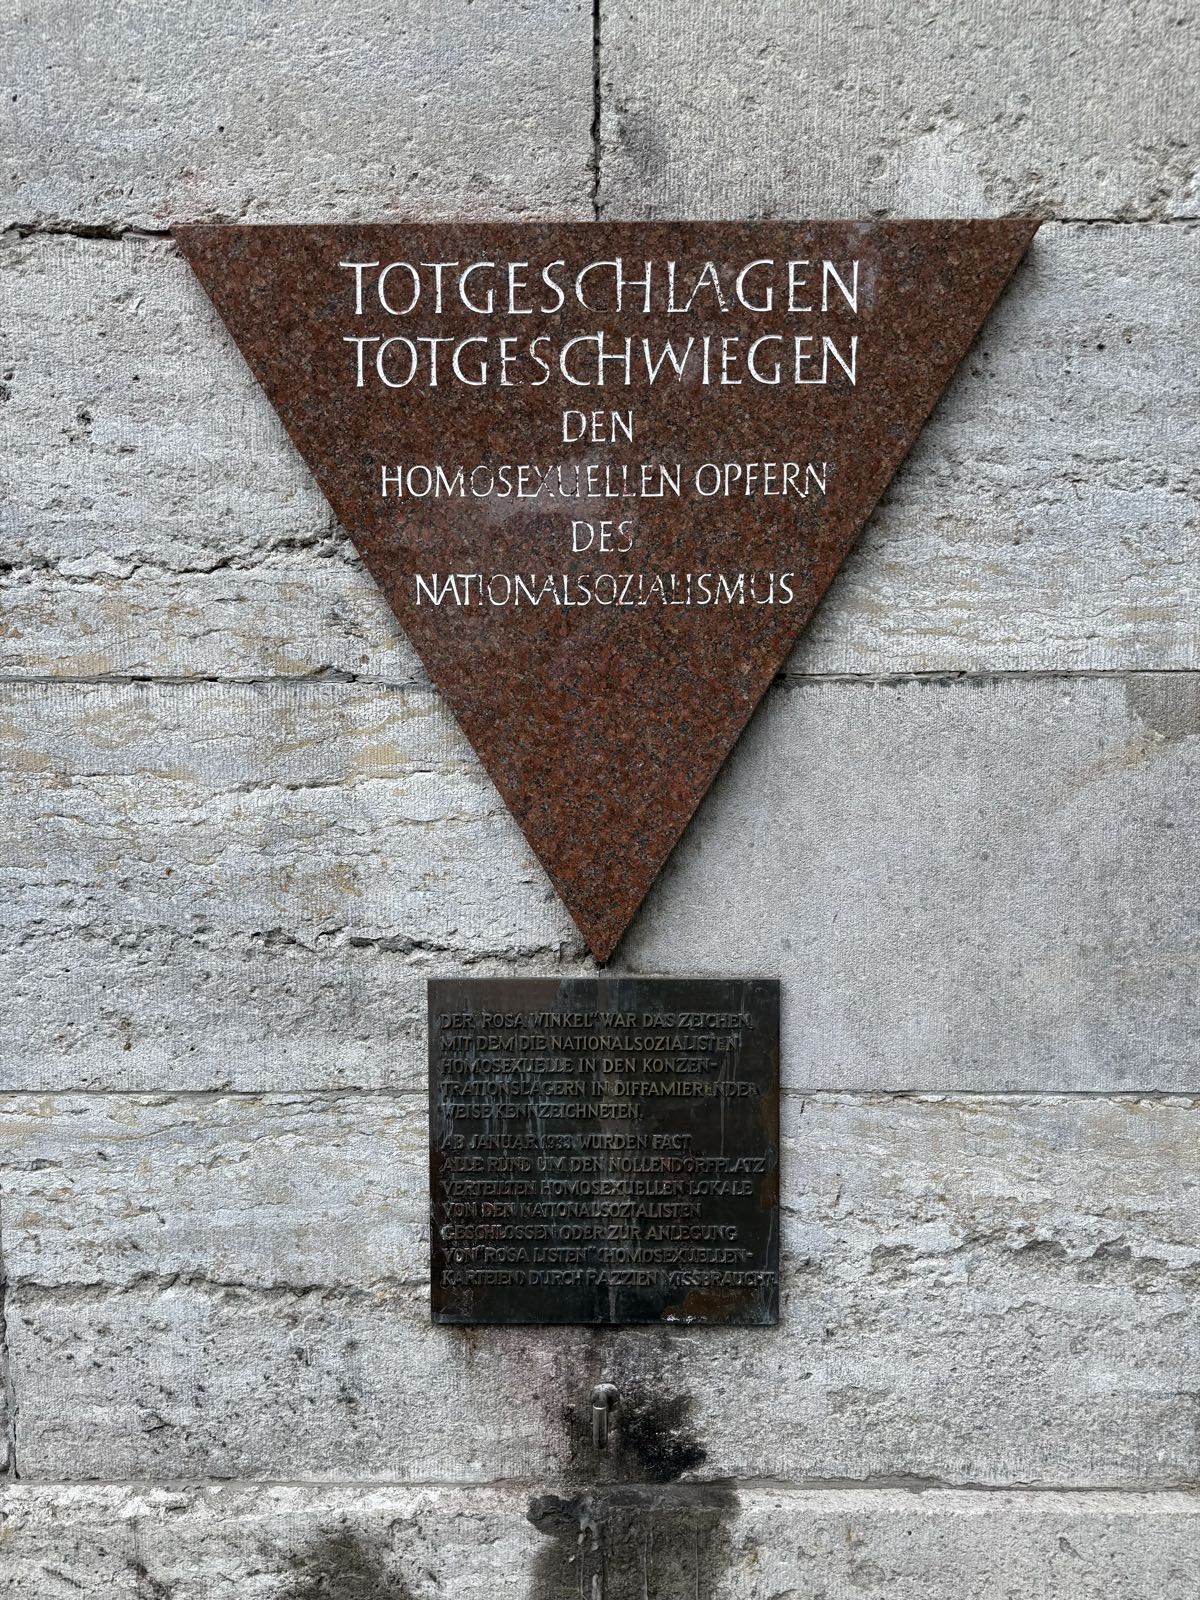 TOTGESCHLAGEN
TOTGESCHWIEGEN
DEN
HOMOSEXUELLEN OPFERN
DES
NATIONALSOZIALISMUS
DER "ROSA WINKEL" WAR DAS ZEICHEN,
MIT DEM DIE NATIONALSOZIALISTEN
HOMOSEXUELLE IN DEN KONZEN-
TRATIONSLAGERN IN DIFFAMIERENDER
WEISE KENNZEICHNETEN.
AB JANUAR 1933 WURDEN FAST
ALLE RUND UM DEN NOLLENDORFPLATZ
VERTEILTEN HOMOSEXUELLEN LOKALE
VON DEN NATIONALSOZIALISTEN
GESCHLOSSEN ODER ZUR ANLEGUNG
VON "ROSA LISTEN" (HOMOSEXUELLEN-
KARTEIEN) DURCH RAZZIEN MISSBRAUCHT.